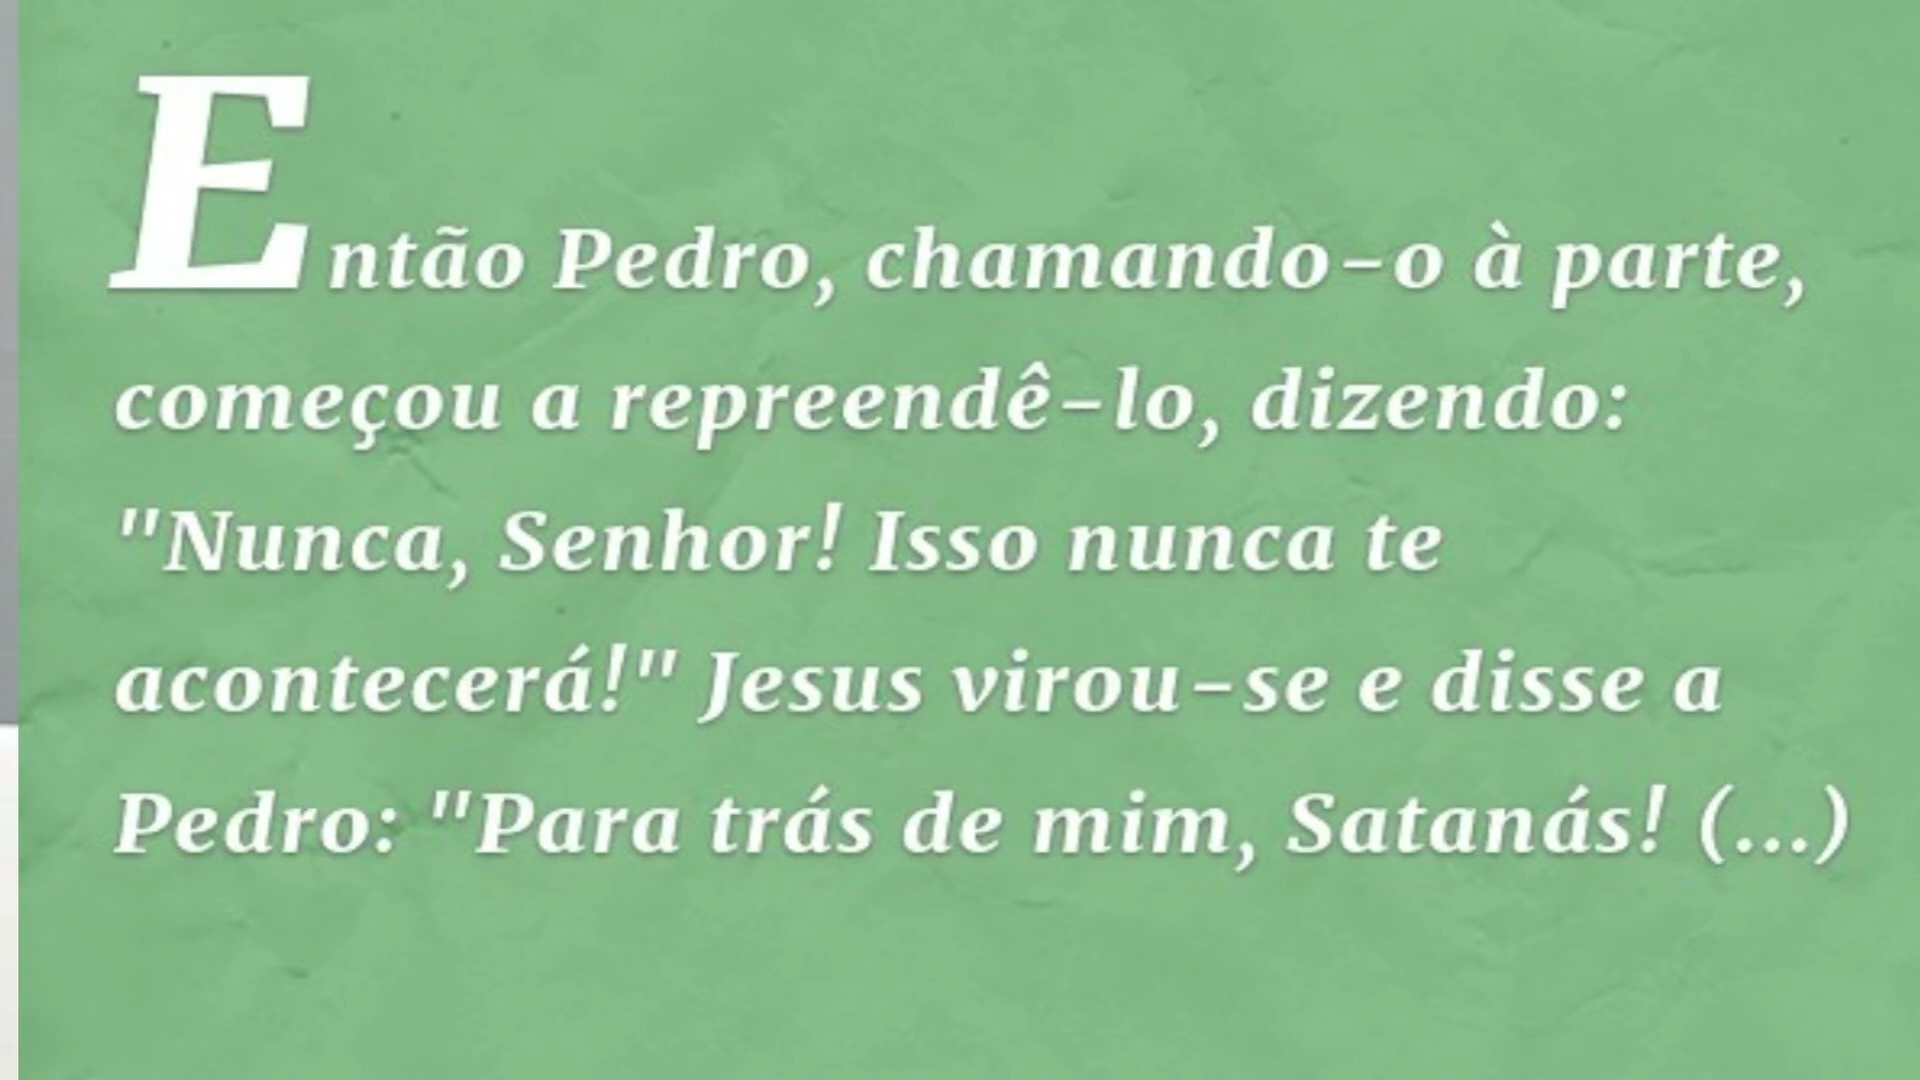 Então Pedro, chamando-o à parte,
começou a repreendê-lo, dizendo:
"Nunca, Senhor! Isso nunca te
acontecerá!" Jesus virou-se e disse a
Pedro: "Para trás de mim, Satanás! (...)